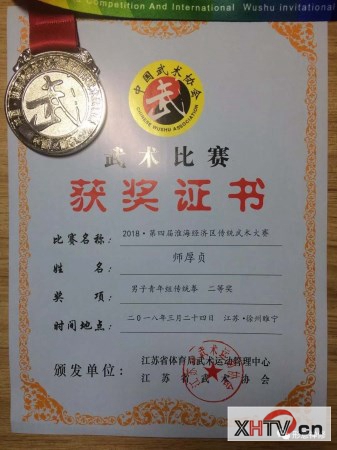 Competition And International Wushu Invitational
武
中国武术协会
武
CHINESE WUSHU ASSOCIATION
武术比赛
获奖证书
比赛名称： 2018·第四届淮海经济区传统武术大赛
姓 名： 师厚贞
奖 项： 男子青年组传统拳 二等奖
时间地点： 二〇一八年三月二十四日 江苏·徐州睢宁
颁发单位： 江苏省体育局武术运动管理中心
江苏省武术协会
XHTV.cn